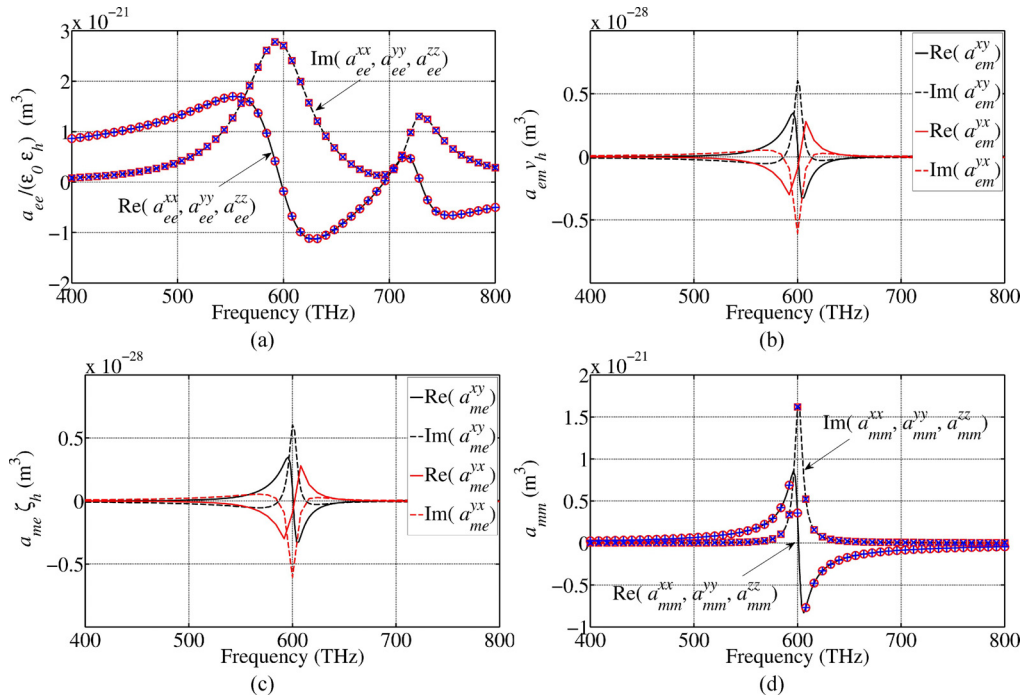 x 10⁻²¹
3
2
1
0
−1
−2
a_ee/(ε₀ ε_h) (m³)
Im( a_ee^xx, a_ee^yy, a_ee^zz)
Re( a_ee^xx, a_ee^yy, a_ee^zz)
400 500 600 700 800
Frequency (THz)
(a)
x 10⁻²⁸
0.5
0
−0.5
a_em v_h (m³)
Re( a_em^xy)
Im( a_em^xy)
Re( a_em^yx)
Im( a_em^yx)
400 500 600 700 800
Frequency (THz)
(b)
x 10⁻²⁸
0.5
0
−0.5
a_me ζ_h (m³)
Re( a_me^xy)
Im( a_me^xy)
Re( a_me^yx)
Im( a_me^yx)
400 500 600 700 800
Frequency (THz)
(c)
x 10⁻²¹
2
1.5
1
0.5
0
−0.5
−1
a_mm (m³)
Im( a_mm^xx, a_mm^yy, a_mm^zz)
Re( a_mm^xx, a_mm^yy, a_mm^zz)
400 500 600 700 800
Frequency (THz)
(d)